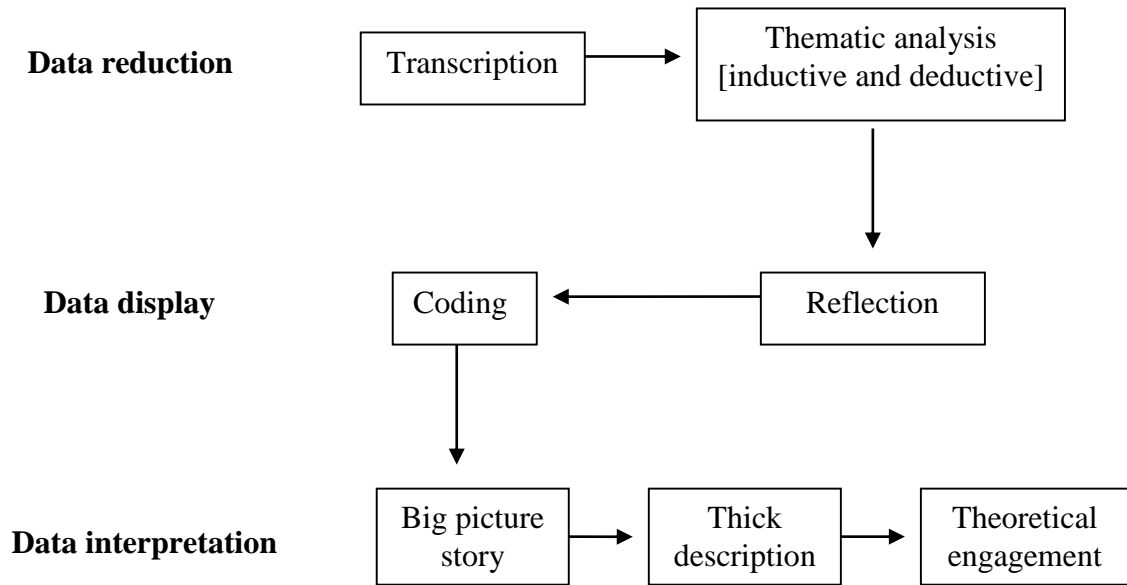 Data reduction
Transcription
Thematic analysis
[inductive and deductive]
Data display
Coding
Reflection
Data interpretation
Big picture
story
Thick
description
Theoretical
engagement